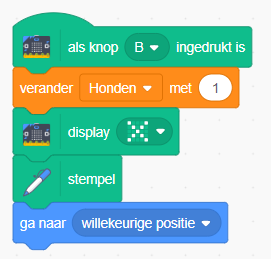 als knop B ingedrukt is
verander Honden met 1
display
stempel
ga naar willekeurige positie